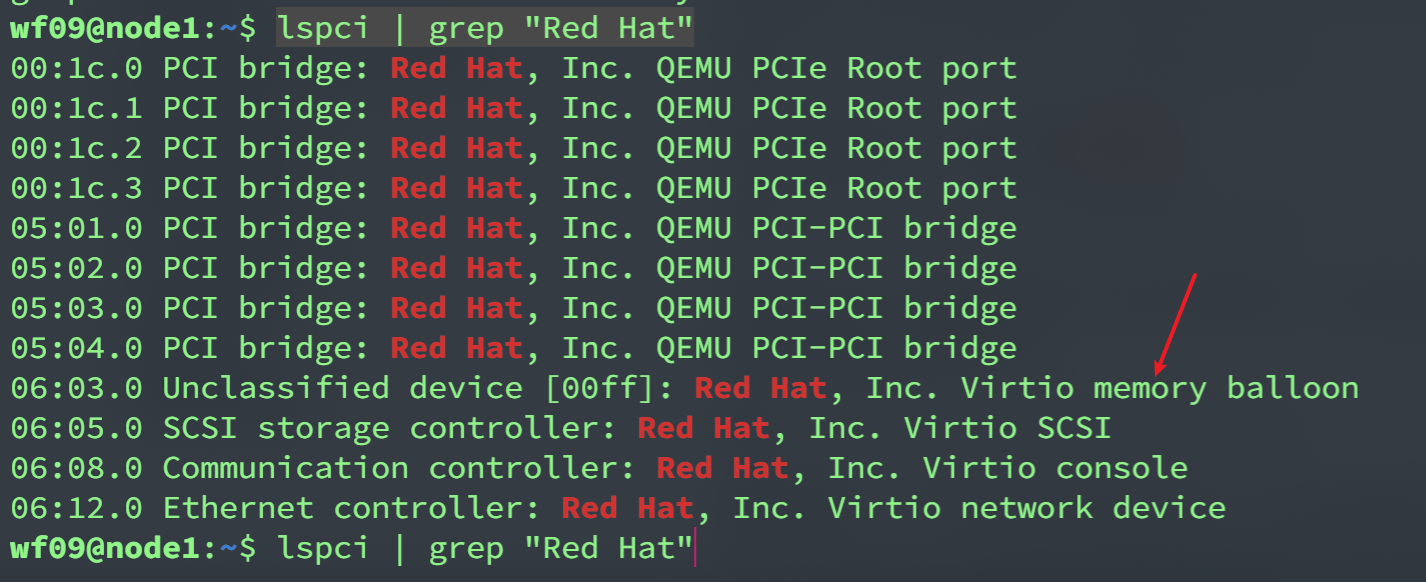 wf09@node1:~$ lspci | grep "Red Hat"
00:1c.0 PCI bridge: Red Hat, Inc. QEMU PCIe Root port
00:1c.1 PCI bridge: Red Hat, Inc. QEMU PCIe Root port
00:1c.2 PCI bridge: Red Hat, Inc. QEMU PCIe Root port
00:1c.3 PCI bridge: Red Hat, Inc. QEMU PCIe Root port
05:01.0 PCI bridge: Red Hat, Inc. QEMU PCI-PCI bridge
05:02.0 PCI bridge: Red Hat, Inc. QEMU PCI-PCI bridge
05:03.0 PCI bridge: Red Hat, Inc. QEMU PCI-PCI bridge
05:04.0 PCI bridge: Red Hat, Inc. QEMU PCI-PCI bridge
06:03.0 Unclassified device [00ff]: Red Hat, Inc. Virtio memory balloon
06:05.0 SCSI storage controller: Red Hat, Inc. Virtio SCSI
06:08.0 Communication controller: Red Hat, Inc. Virtio console
06:12.0 Ethernet controller: Red Hat, Inc. Virtio network device
wf09@node1:~$ lspci | grep "Red Hat"